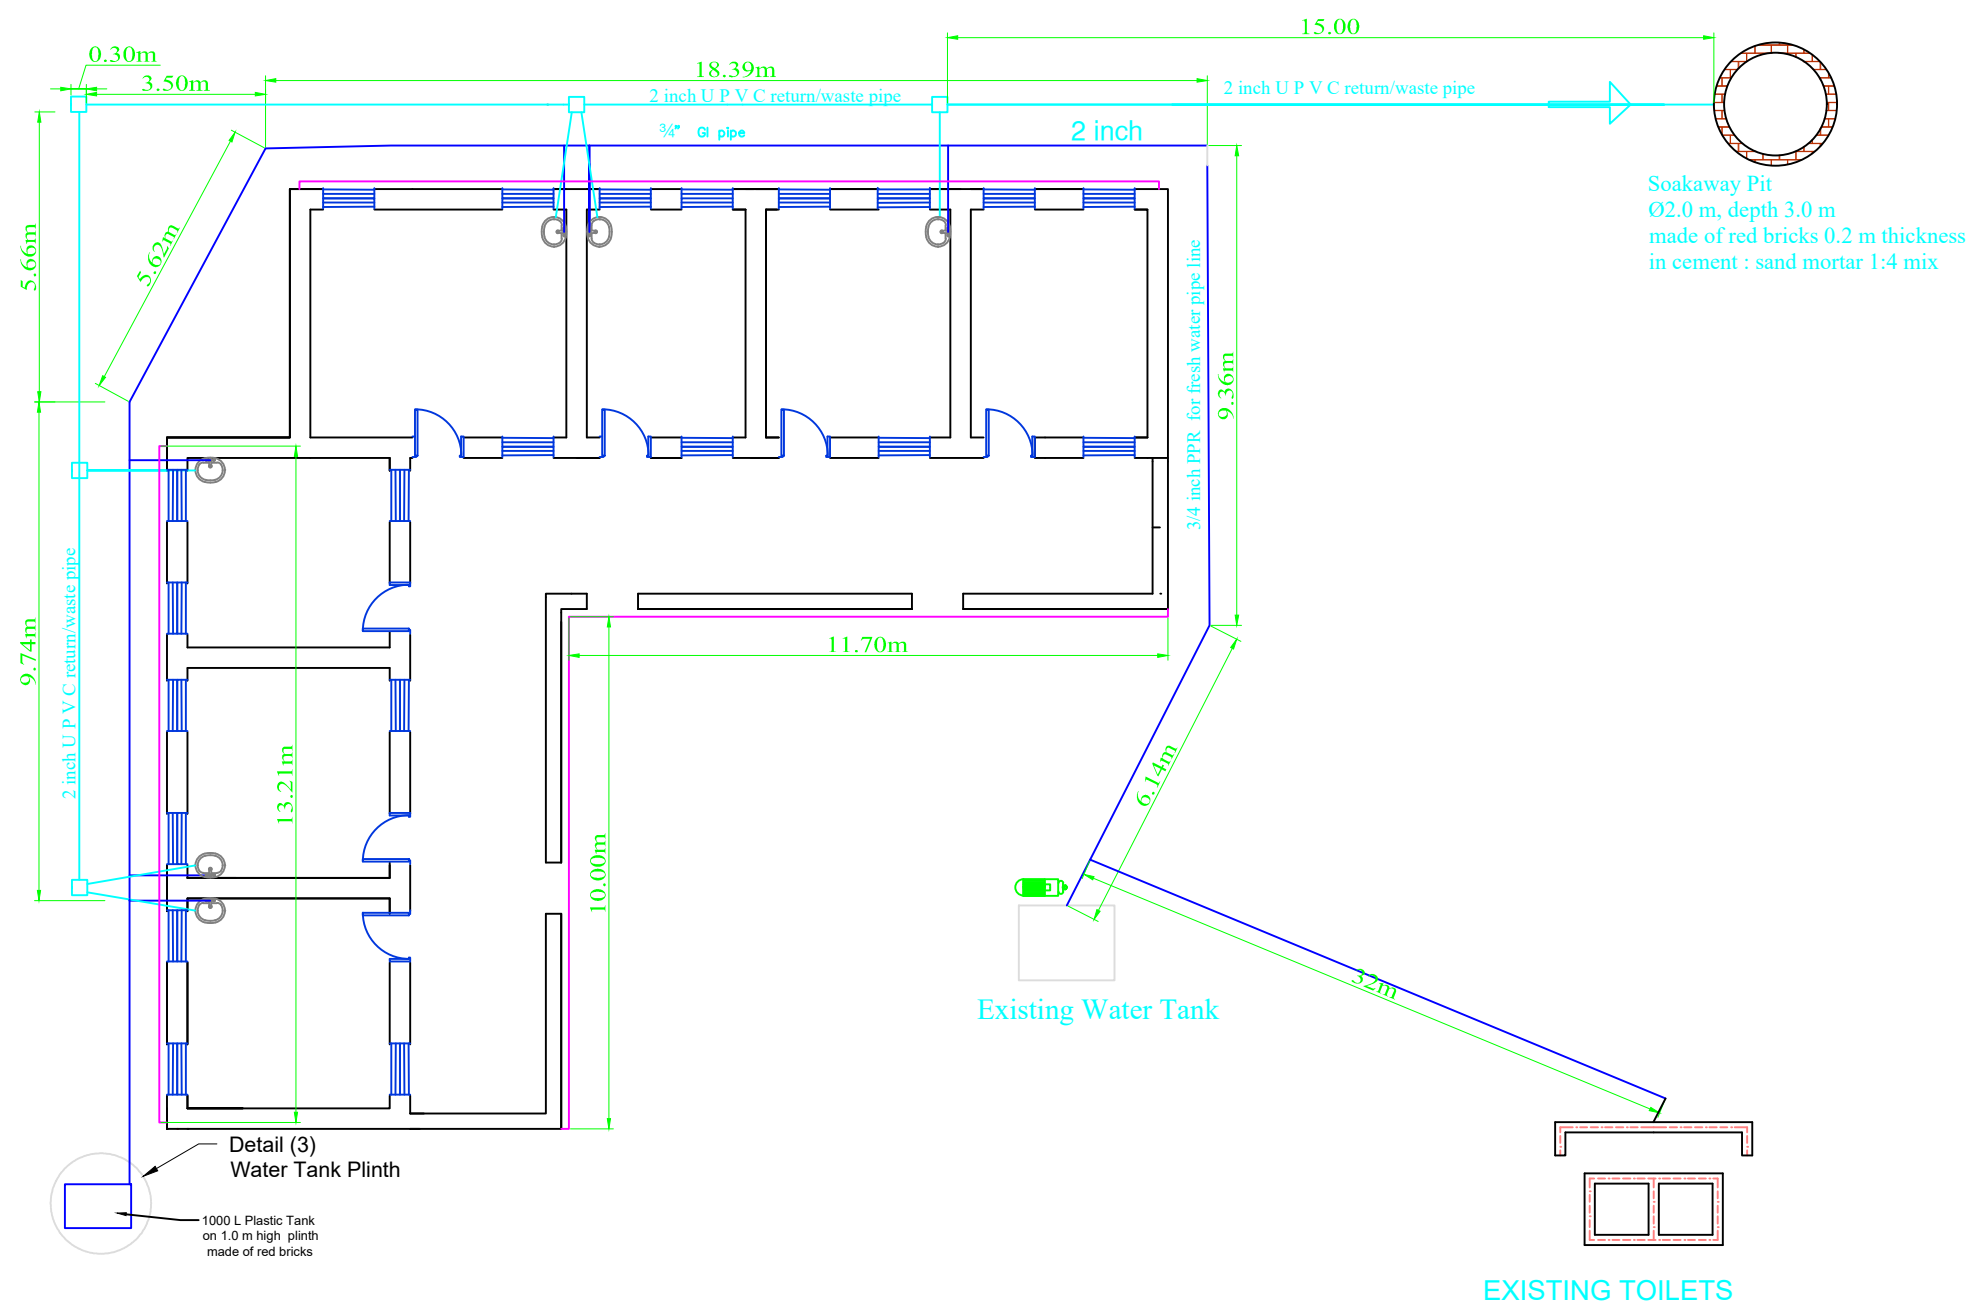 15.00
0.30m
18.39m
3.50m
2 inch U P V C return/waste pipe
2 inch U P V C return/waste pipe
¾" GI pipe
2 inch
Soakaway Pit
Ø2.0 m, depth 3.0 m
made of red bricks 0.2 m thickness
in cement : sand mortar 1:4 mix
5.66m
5.62m
3/4 inch PPR for fresh water pipe line
9.36m
9.74m
2 inch U P V C return/waste pipe
11.70m
13.21m
10.00m
6.14m
32m
Existing Water Tank
Detail (3)
Water Tank Plinth
1000 L Plastic Tank
on 1.0 m high plinth
made of red bricks
EXISTING TOILETS